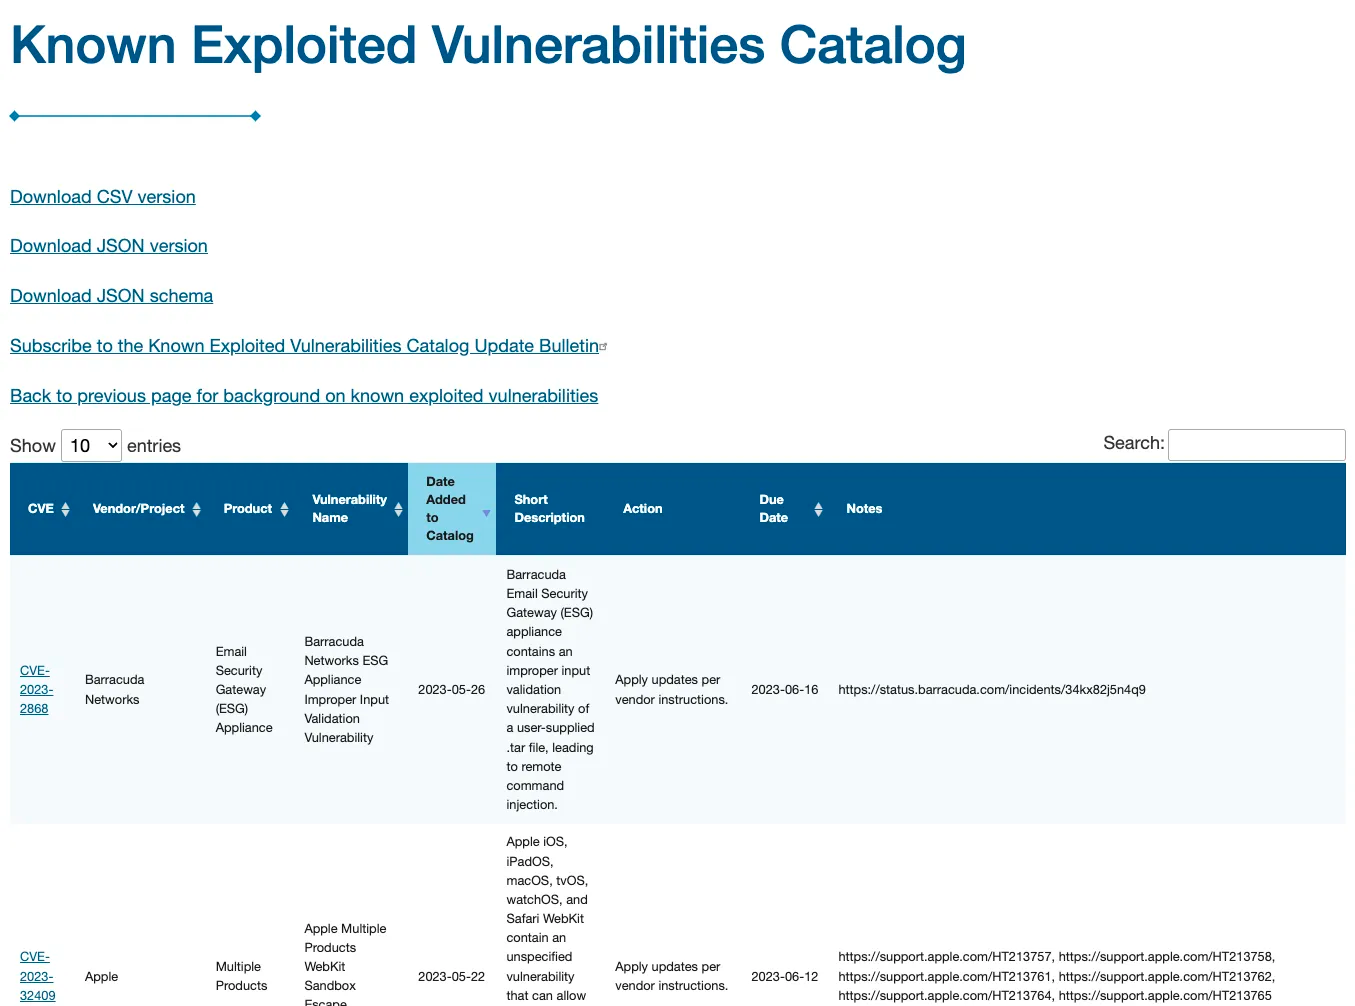 Known Exploited Vulnerabilities Catalog
Download CSV version
Download JSON version
Download JSON schema
Subscribe to the Known Exploited Vulnerabilities Catalog Update Bulletin
Back to previous page for background on known exploited vulnerabilities
Show 10 entries
Search:
CVE
Vendor/Project
Product
Vulnerability
Name
Date
Added
to
Catalog
Short
Description
Action
Due
Date
Notes
CVE-
2023-
2868
Barracuda
Networks
Email
Security
Gateway
(ESG)
Appliance
Barracuda
Networks ESG
Appliance
Improper Input
Validation
Vulnerability
2023-05-26
Barracuda
Email Security
Gateway (ESG)
appliance
contains an
improper input
validation
vulnerability of
a user-supplied
.tar file, leading
to remote
command
injection.
Apply updates per
vendor instructions.
2023-06-16
https://status.barracuda.com/incidents/34kx82j5n4q9
CVE-
2023-
32409
Apple
Multiple
Products
Apple Multiple
Products
WebKit
Sandbox
Escape
2023-05-22
Apple iOS,
iPadOS,
macOS, tvOS,
watchOS, and
Safari WebKit
contain an
unspecified
vulnerability
that can allow
Apply updates per
vendor instructions.
2023-06-12
https://support.apple.com/HT213757, https://support.apple.com/HT213758,
https://support.apple.com/HT213761, https://support.apple.com/HT213762,
https://support.apple.com/HT213764, https://support.apple.com/HT213765